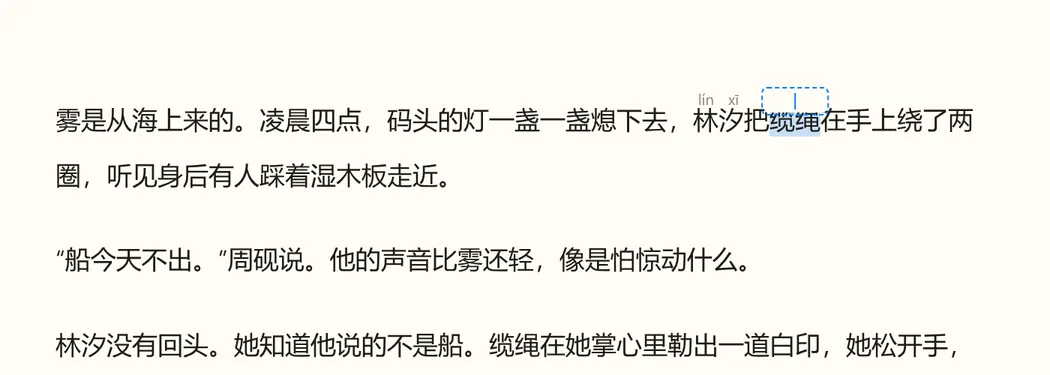 lín xī
雾是从海上来的。凌晨四点，码头的灯一盏一盏熄下去，林汐把缆绳在手上绕了两
圈，听见身后有人踩着湿木板走近。
“船今天不出。”周砚说。他的声音比雾还轻，像是怕惊动什么。
林汐没有回头。她知道他说的不是船。缆绳在她掌心里勒出一道白印，她松开手，